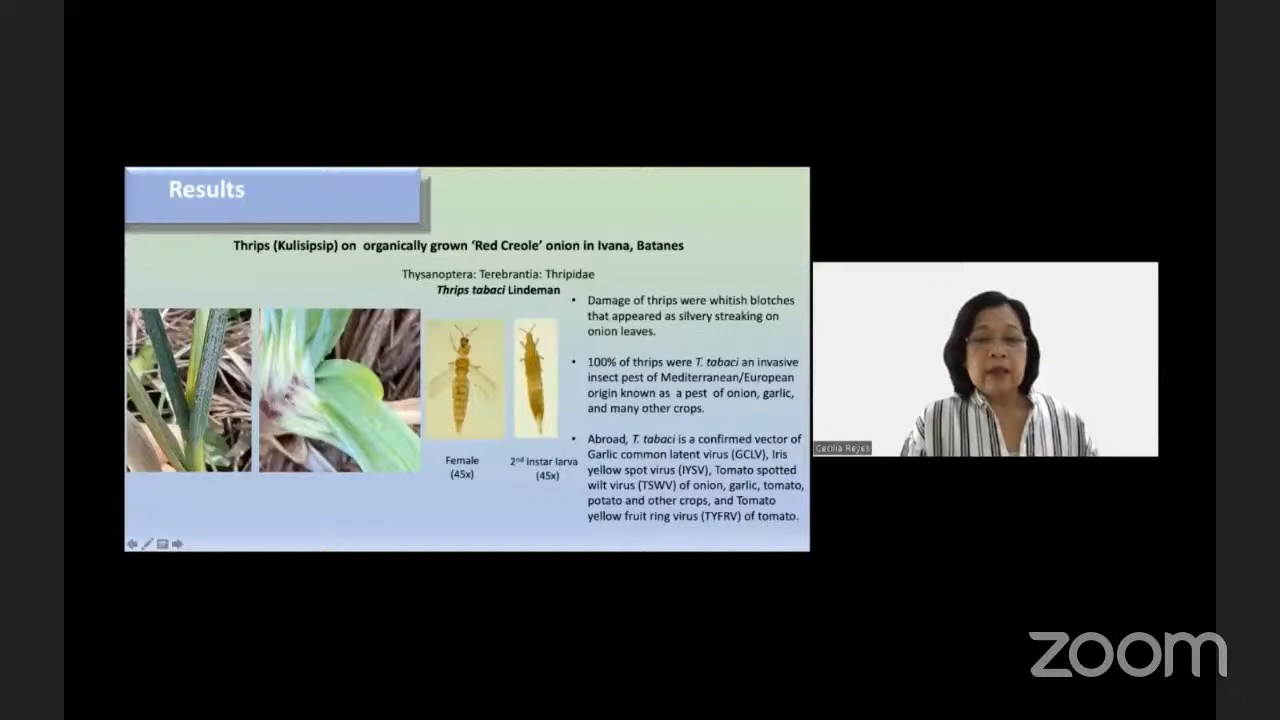 Results
Thrips (Kulisipsip) on organically grown ‘Red Creole’ onion in Ivana, Batanes
Thysanoptera: Terebrantia: Thripidae
Thrips tabaci Lindeman
• Damage of thrips were whitish blotches
that appeared as silvery streaking on
onion leaves.
• 100% of thrips were T. tabaci an invasive
insect pest of Mediterranean/European
origin known as a pest of onion, garlic,
and many other crops.
• Abroad, T. tabaci is a confirmed vector of
Garlic common latent virus (GCLV), Iris
yellow spot virus (IYSV), Tomato spotted
wilt virus (TSWV) of onion, garlic, tomato,
potato and other crops, and Tomato
yellow fruit ring virus (TYFRV) of tomato.
Female
(45x)
2nd instar larva
(45x)
Cecilia Reyes
zoom